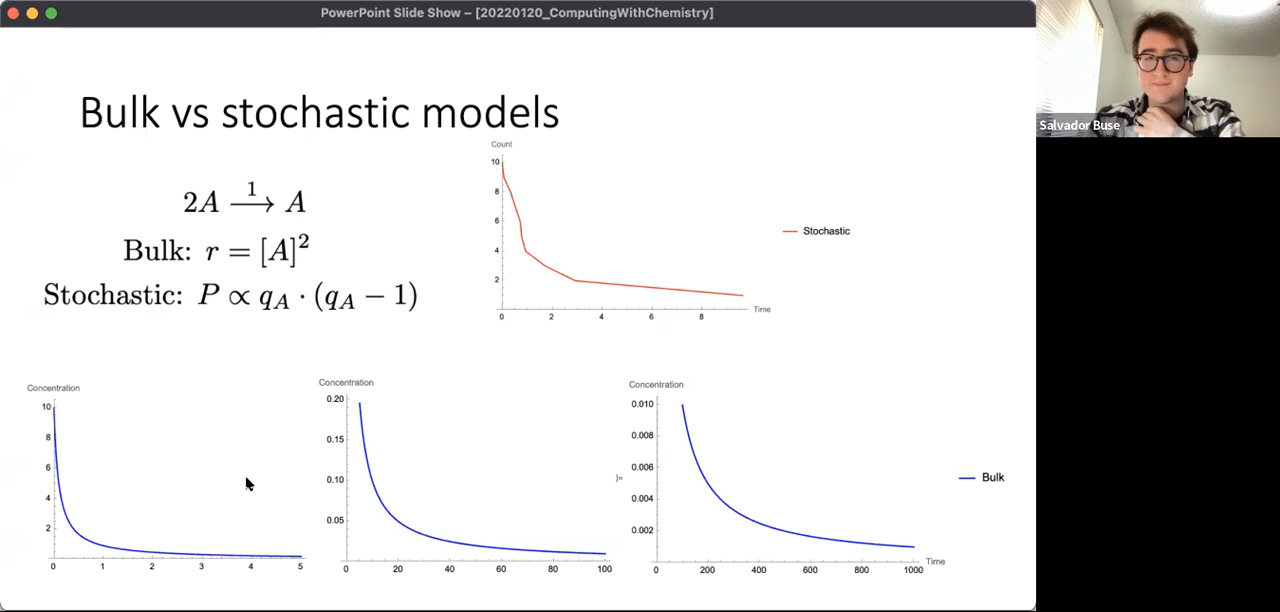 PowerPoint Slide Show – [20220120_ComputingWithChemistry]
Salvador Buse
Bulk vs stochastic models
2A \xrightarrow{1} A
Bulk: r = [A]²
Stochastic: P ∝ q_A · (q_A − 1)
Count
10
8
6
4
2
0 2 4 6 8
Time
Stochastic
Concentration
10
8
6
4
2
0 1 2 3 4 5
Concentration
0.20
0.15
0.10
0.05
0 20 40 60 80 100
]=
Concentration
0.010
0.008
0.006
0.004
0.002
0 200 400 600 800 1000
Time
Bulk